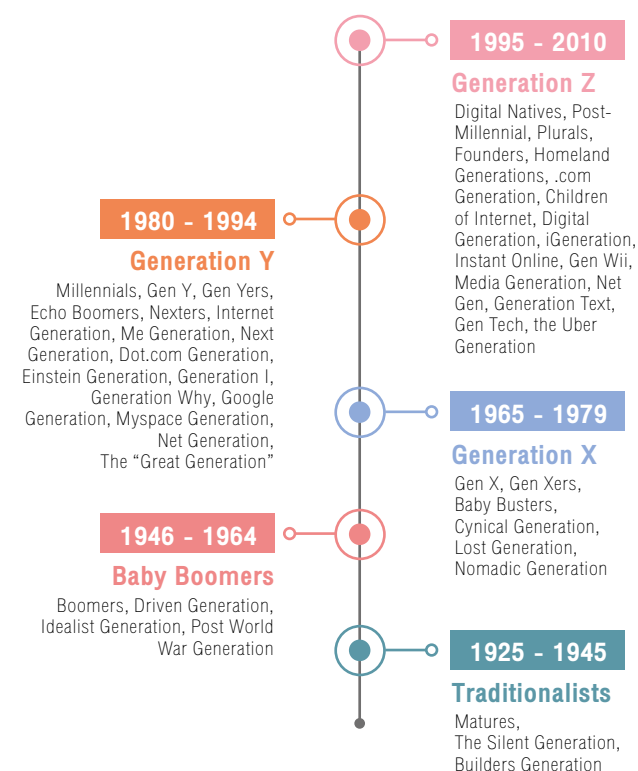 1995 - 2010
Generation Z
Digital Natives, Post-
Millennial, Plurals,
Founders, Homeland
Generations, .com
Generation, Children
of Internet, Digital
Generation, iGeneration,
Instant Online, Gen Wii,
Media Generation, Net
Gen, Generation Text,
Gen Tech, the Uber
Generation
1980 - 1994
Generation Y
Millennials, Gen Y, Gen Yers,
Echo Boomers, Nexters, Internet
Generation, Me Generation, Next
Generation, Dot.com Generation,
Einstein Generation, Generation I,
Generation Why, Google
Generation, Myspace Generation,
Net Generation,
The “Great Generation”
1965 - 1979
Generation X
Gen X, Gen Xers,
Baby Busters,
Cynical Generation,
Lost Generation,
Nomadic Generation
1946 - 1964
Baby Boomers
Boomers, Driven Generation,
Idealist Generation, Post World
War Generation
1925 - 1945
Traditionalists
Matures,
The Silent Generation,
Builders Generation